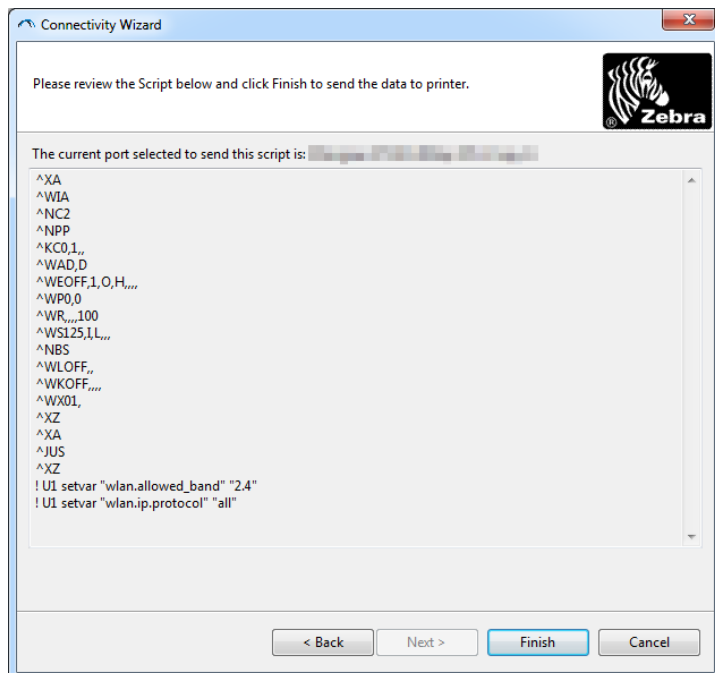 Connectivity Wizard
Please review the Script below and click Finish to send the data to printer.
® Zebra
The current port selected to send this script is:
^XA
^WIA
^NC2
^NPP
^KC0,1,,
^WAD,D
^WEOFF,1,O,H,,,,
^WP0,0
^WR,,,,100
^WS125,I,L,,,
^NBS
^WLOFF,,
^WKOFF,,,,
^WX01,
^XZ
^XA
^JUS
^XZ
! U1 setvar "wlan.allowed_band" "2.4"
! U1 setvar "wlan.ip.protocol" "all"
< Back Next > Finish Cancel